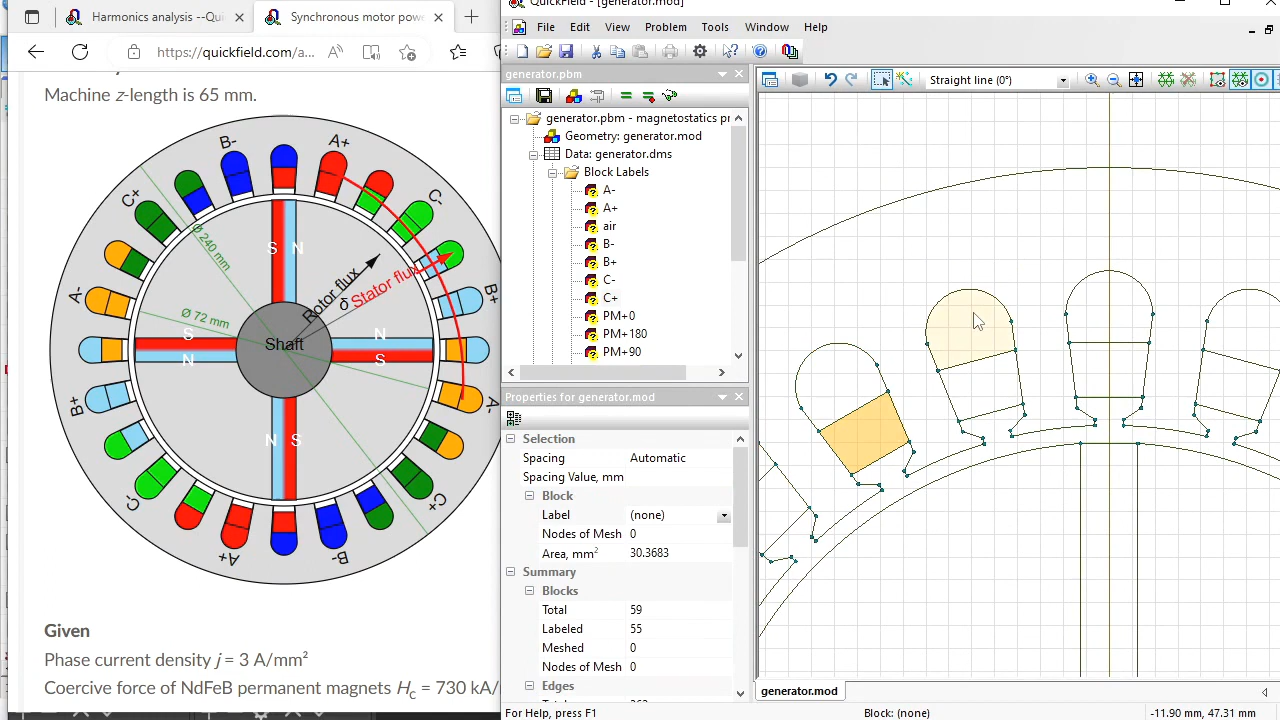 Harmonics analysis --Qui
Synchronous motor powe
https://quickfield.com/a...
Machine z-length is 65 mm.
B-
A+
C+
C-
S
N
Ø 240 mm
Rotor flux
δ
Stator flux
A-
B+
Ø 72 mm
S
N
Shaft
N
S
B+
A-
N
S
C-
C+
A+
B-
Given
Phase current density j = 3 A/mm²
Coercive force of NdFeB permanent magnets Hc = 730 kA/
QuickField - [generator.mod]
File Edit View Problem Tools Window Help
generator.pbm
generator.pbm - magnetostatics pr
Geometry: generator.mod
Data: generator.dms
Block Labels
A-
A+
air
B-
B+
C-
C+
PM+0
PM+180
PM+90
Properties for generator.mod
Selection
Spacing Automatic
Spacing Value, mm
Block
Label (none)
Nodes of Mesh 0
Area, mm² 30.3683
Summary
Blocks
Total 59
Labeled 55
Meshed 0
Nodes of Mesh 0
Edges
Straight line (0°)
generator.mod
For Help, press F1
Block: (none)
-11.90 mm, 47.31 mm